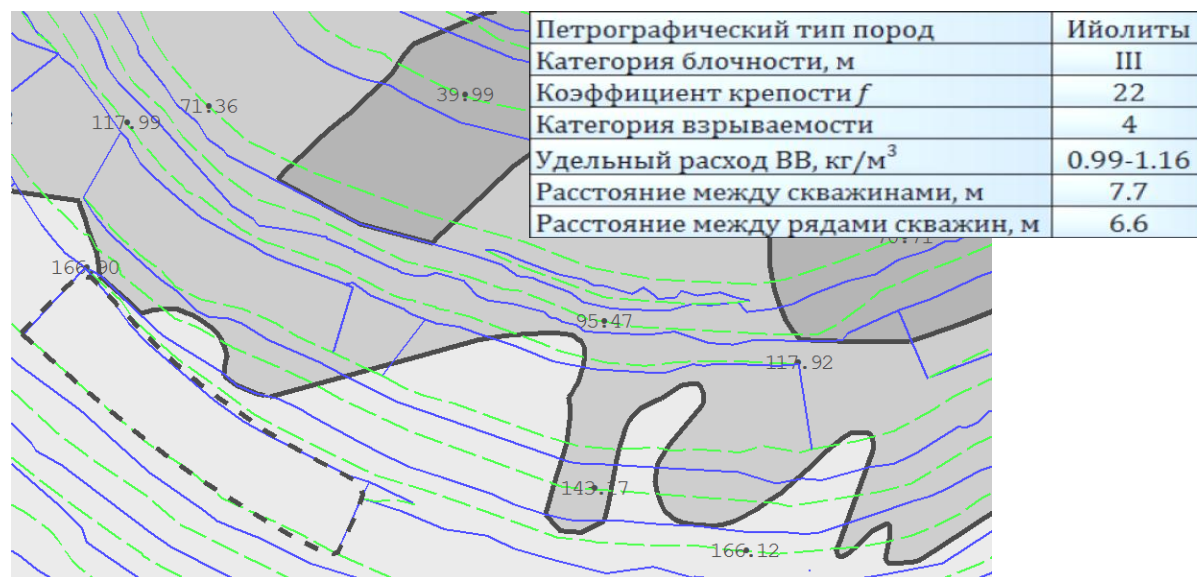 Петрографический тип пород Ийолиты
Категория блочности, м III
Коэффициент крепости f 22
Категория взрываемости 4
Удельный расход ВВ, кг/м³ 0.99-1.16
Расстояние между скважинами, м 7.7
Расстояние между рядами скважин, м 6.6
39.99
71.36
117.99
166.90
95.47
117.92
143.17
166.12